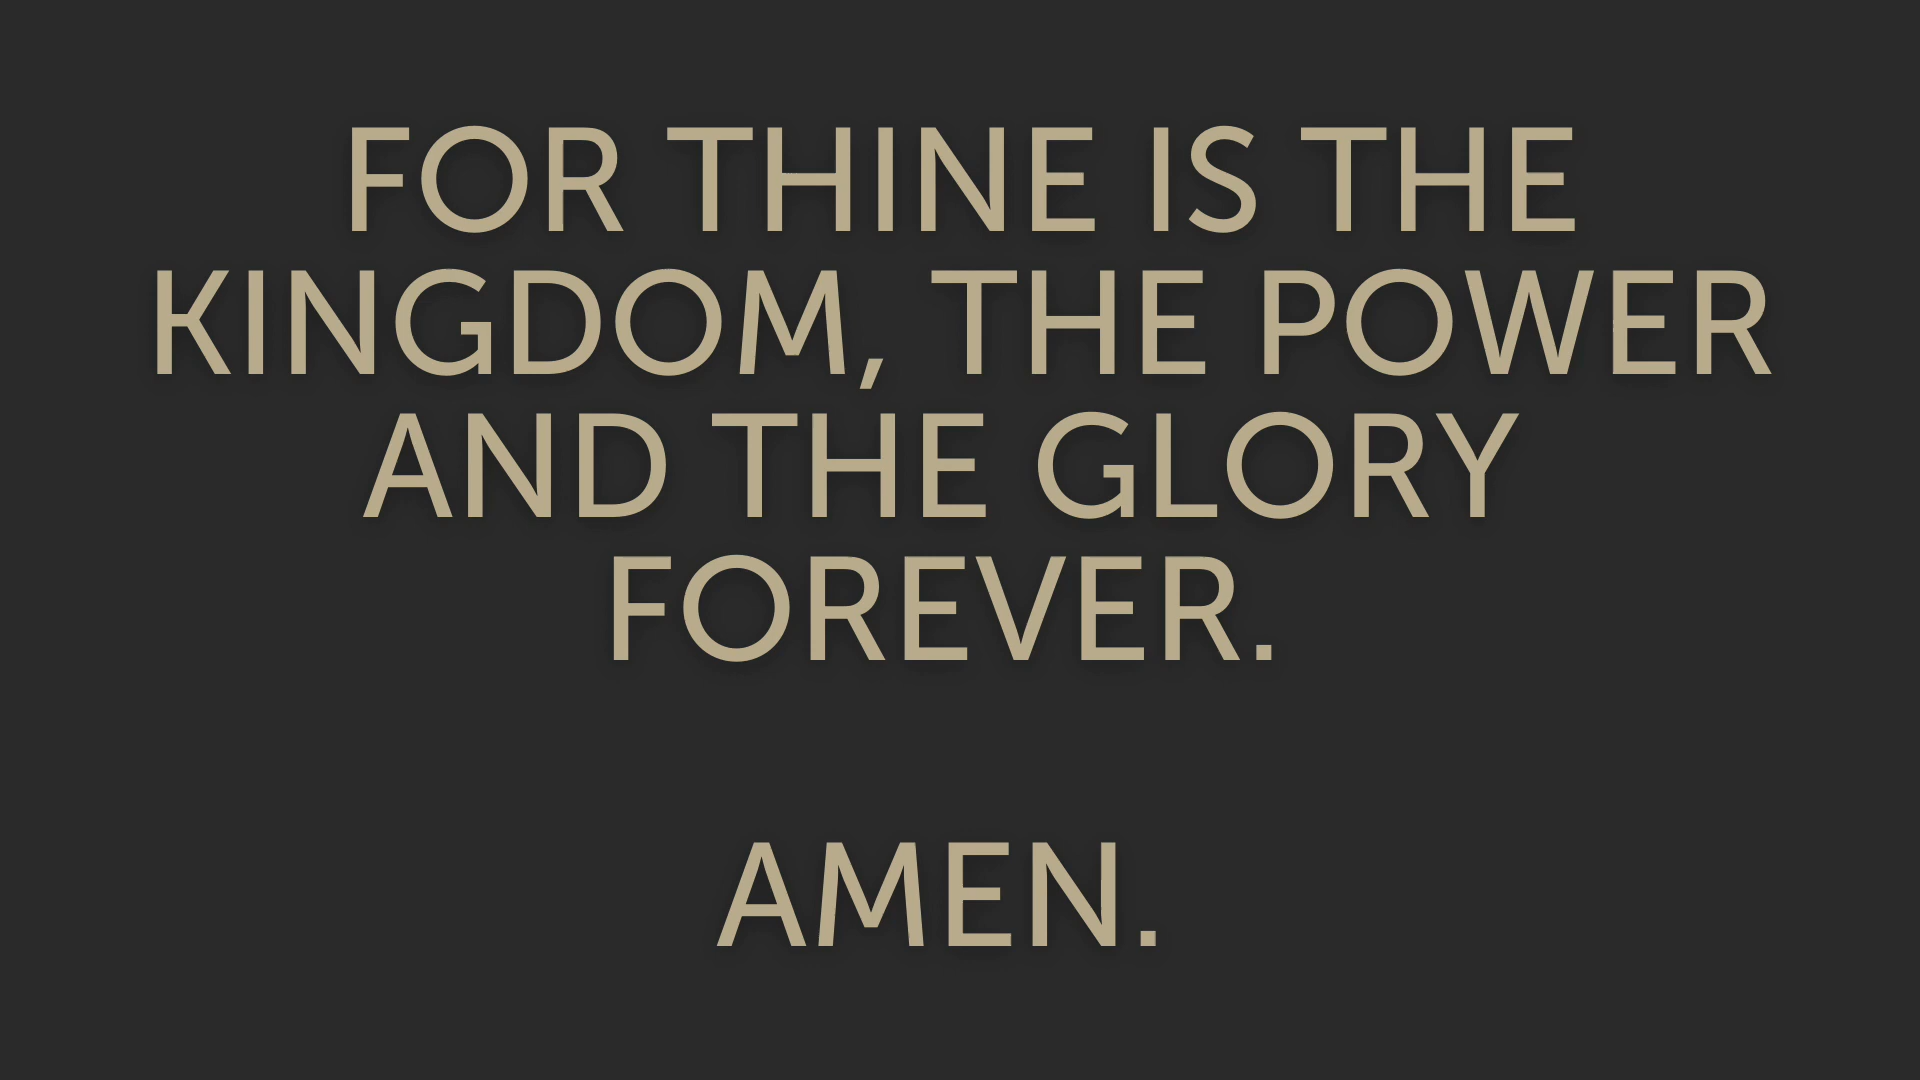 FOR THINE IS THE
KINGDOM, THE POWER
AND THE GLORY
FOREVER.
AMEN.